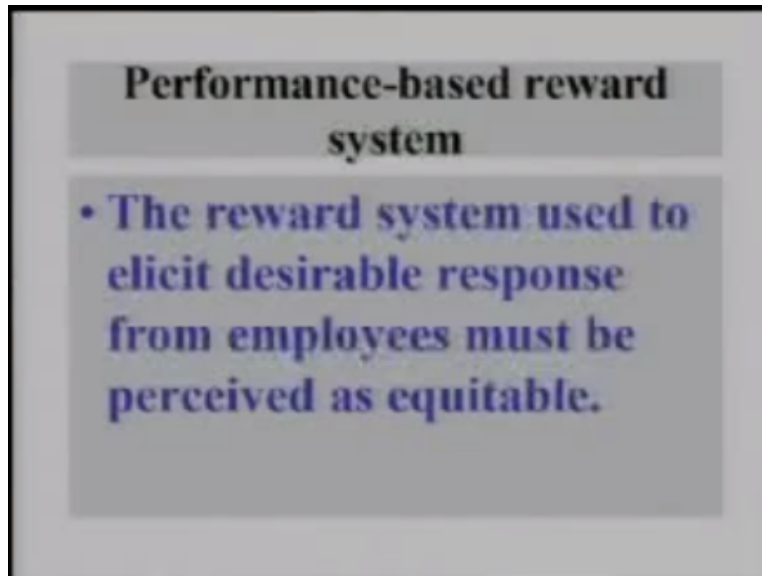 Performance-based reward
system
• The reward system used to
elicit desirable response
from employees must be
perceived as equitable.